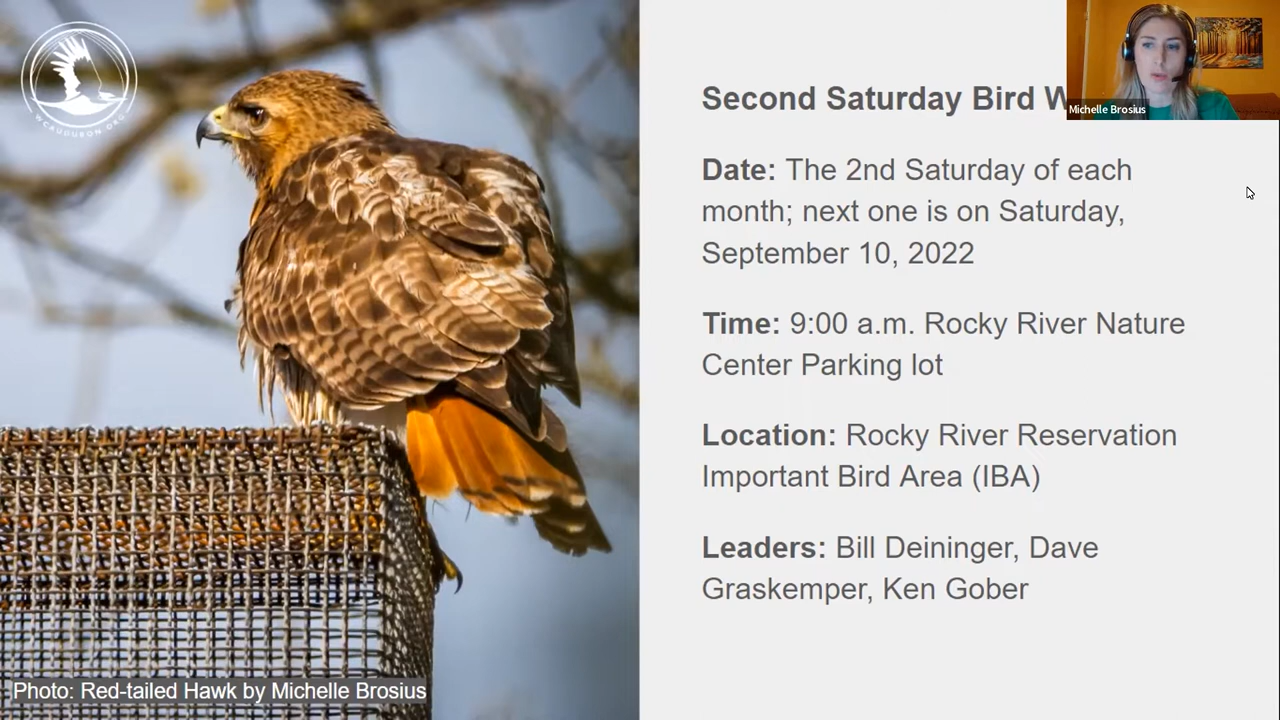 WCAUDUBON.ORG
Second Saturday Bird W
Michelle Brosius
Date: The 2nd Saturday of each
month; next one is on Saturday,
September 10, 2022
Time: 9:00 a.m. Rocky River Nature
Center Parking lot
Location: Rocky River Reservation
Important Bird Area (IBA)
Leaders: Bill Deininger, Dave
Graskemper, Ken Gober
Photo: Red-tailed Hawk by Michelle Brosius